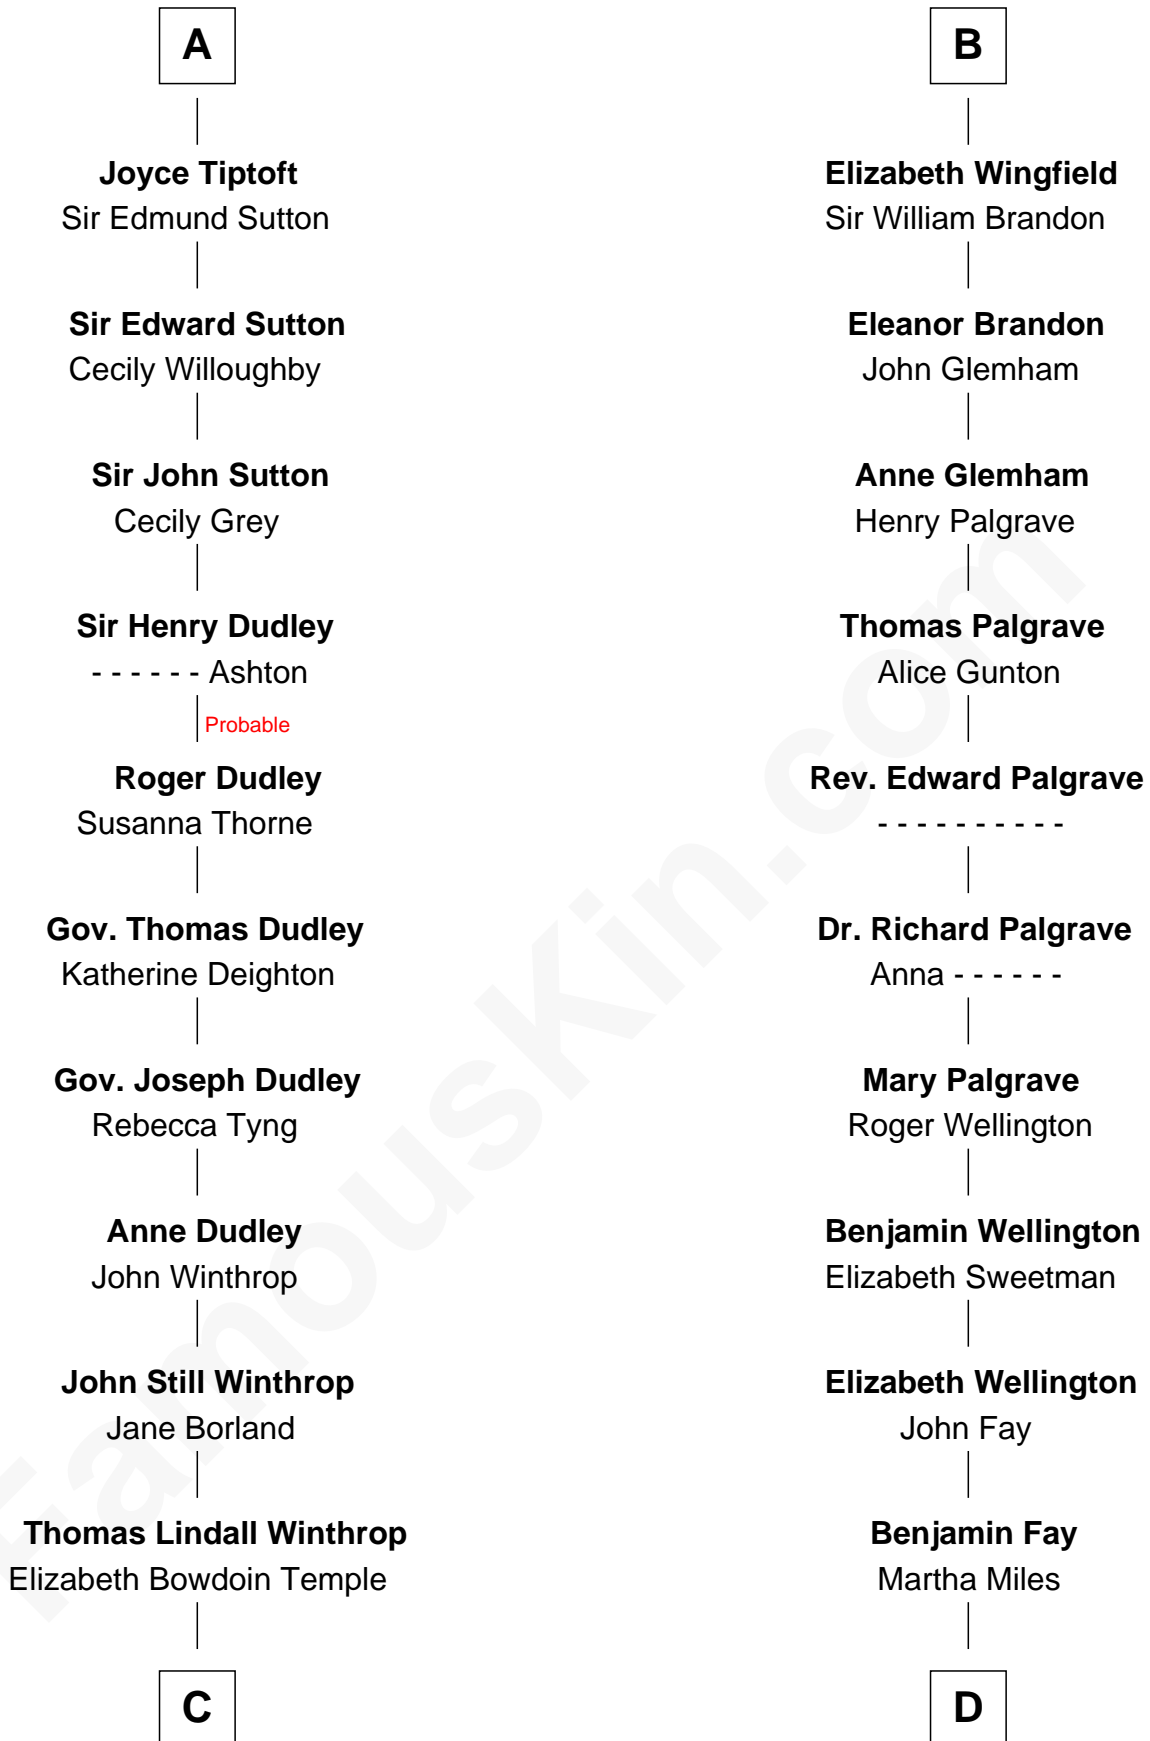 A
Joyce Tiptoft
Sir Edmund Sutton
Sir Edward Sutton
Cecily Willoughby
Sir John Sutton
Cecily Grey
Sir Henry Dudley
- - - - - - Ashton
Probable
Roger Dudley
Susanna Thorne
Gov. Thomas Dudley
Katherine Deighton
Gov. Joseph Dudley
Rebecca Tyng
Anne Dudley
John Winthrop
John Still Winthrop
Jane Borland
Thomas Lindall Winthrop
Elizabeth Bowdoin Temple
C
B
Elizabeth Wingfield
Sir William Brandon
Eleanor Brandon
John Glemham
Anne Glemham
Henry Palgrave
Thomas Palgrave
Alice Gunton
Rev. Edward Palgrave
- - - - - - - - - -
Dr. Richard Palgrave
Anna - - - - - -
Mary Palgrave
Roger Wellington
Benjamin Wellington
Elizabeth Sweetman
Elizabeth Wellington
John Fay
Benjamin Fay
Martha Miles
D
FamousKin.com